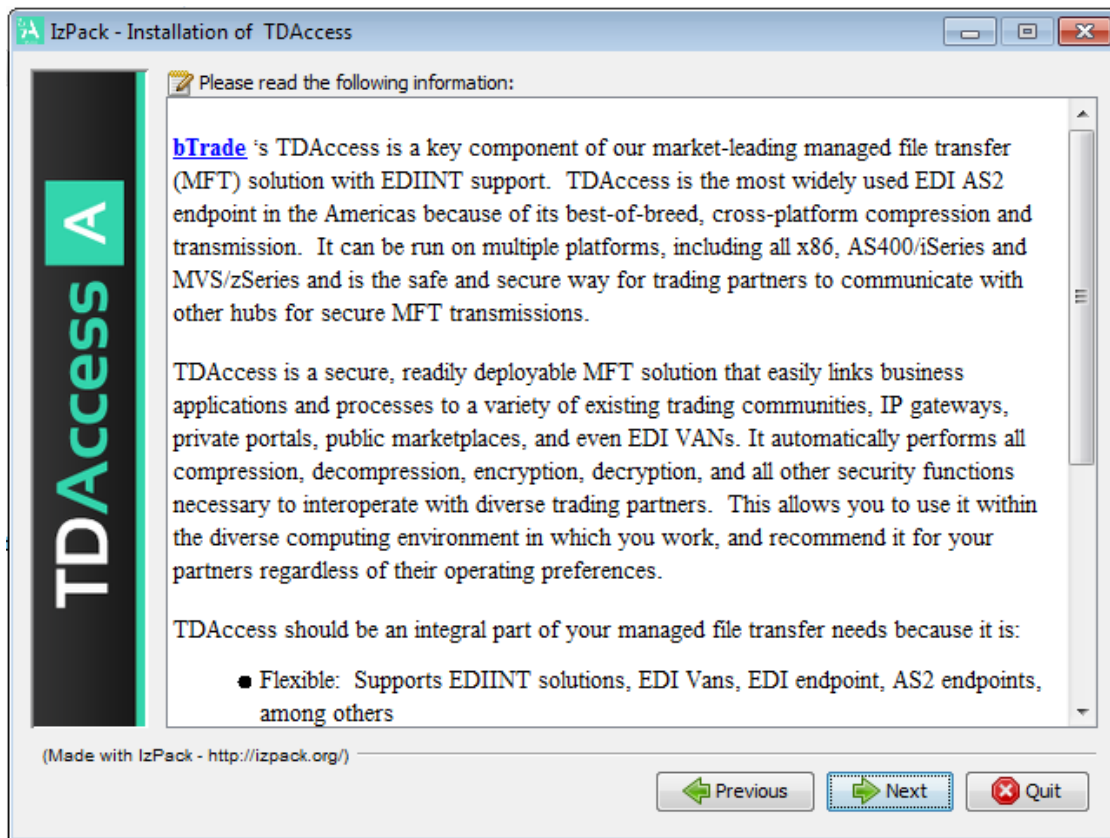 IzPack - Installation of  TDAccess
TDAccess A
Please read the following information:
bTrade ‘s TDAccess is a key component of our market-leading managed file transfer
(MFT) solution with EDIINT support.  TDAccess is the most widely used EDI AS2
endpoint in the Americas because of its best-of-breed, cross-platform compression and
transmission.  It can be run on multiple platforms, including all x86, AS400/iSeries and
MVS/zSeries and is the safe and secure way for trading partners to communicate with
other hubs for secure MFT transmissions.
TDAccess is a secure, readily deployable MFT solution that easily links business
applications and processes to a variety of existing trading communities, IP gateways,
private portals, public marketplaces, and even EDI VANs. It automatically performs all
compression, decompression, encryption, decryption, and all other security functions
necessary to interoperate with diverse trading partners.  This allows you to use it within
the diverse computing environment in which you work, and recommend it for your
partners regardless of their operating preferences.
TDAccess should be an integral part of your managed file transfer needs because it is:
● Flexible:  Supports EDIINT solutions, EDI Vans, EDI endpoint, AS2 endpoints,
among others
(Made with IzPack - http://izpack.org/)
Previous
Next
Quit